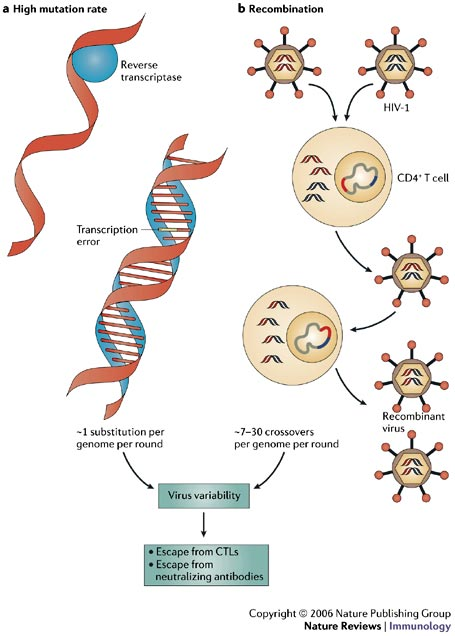 a High mutation rate
Reverse
transcriptase
Transcription
error
~1 substitution per
genome per round
b Recombination
HIV-1
CD4⁺ T cell
Recombinant
virus
~7–30 crossovers
per genome per round
Virus variability
• Escape from CTLs
• Escape from
neutralizing antibodies
Copyright © 2006 Nature Publishing Group
Nature Reviews | Immunology